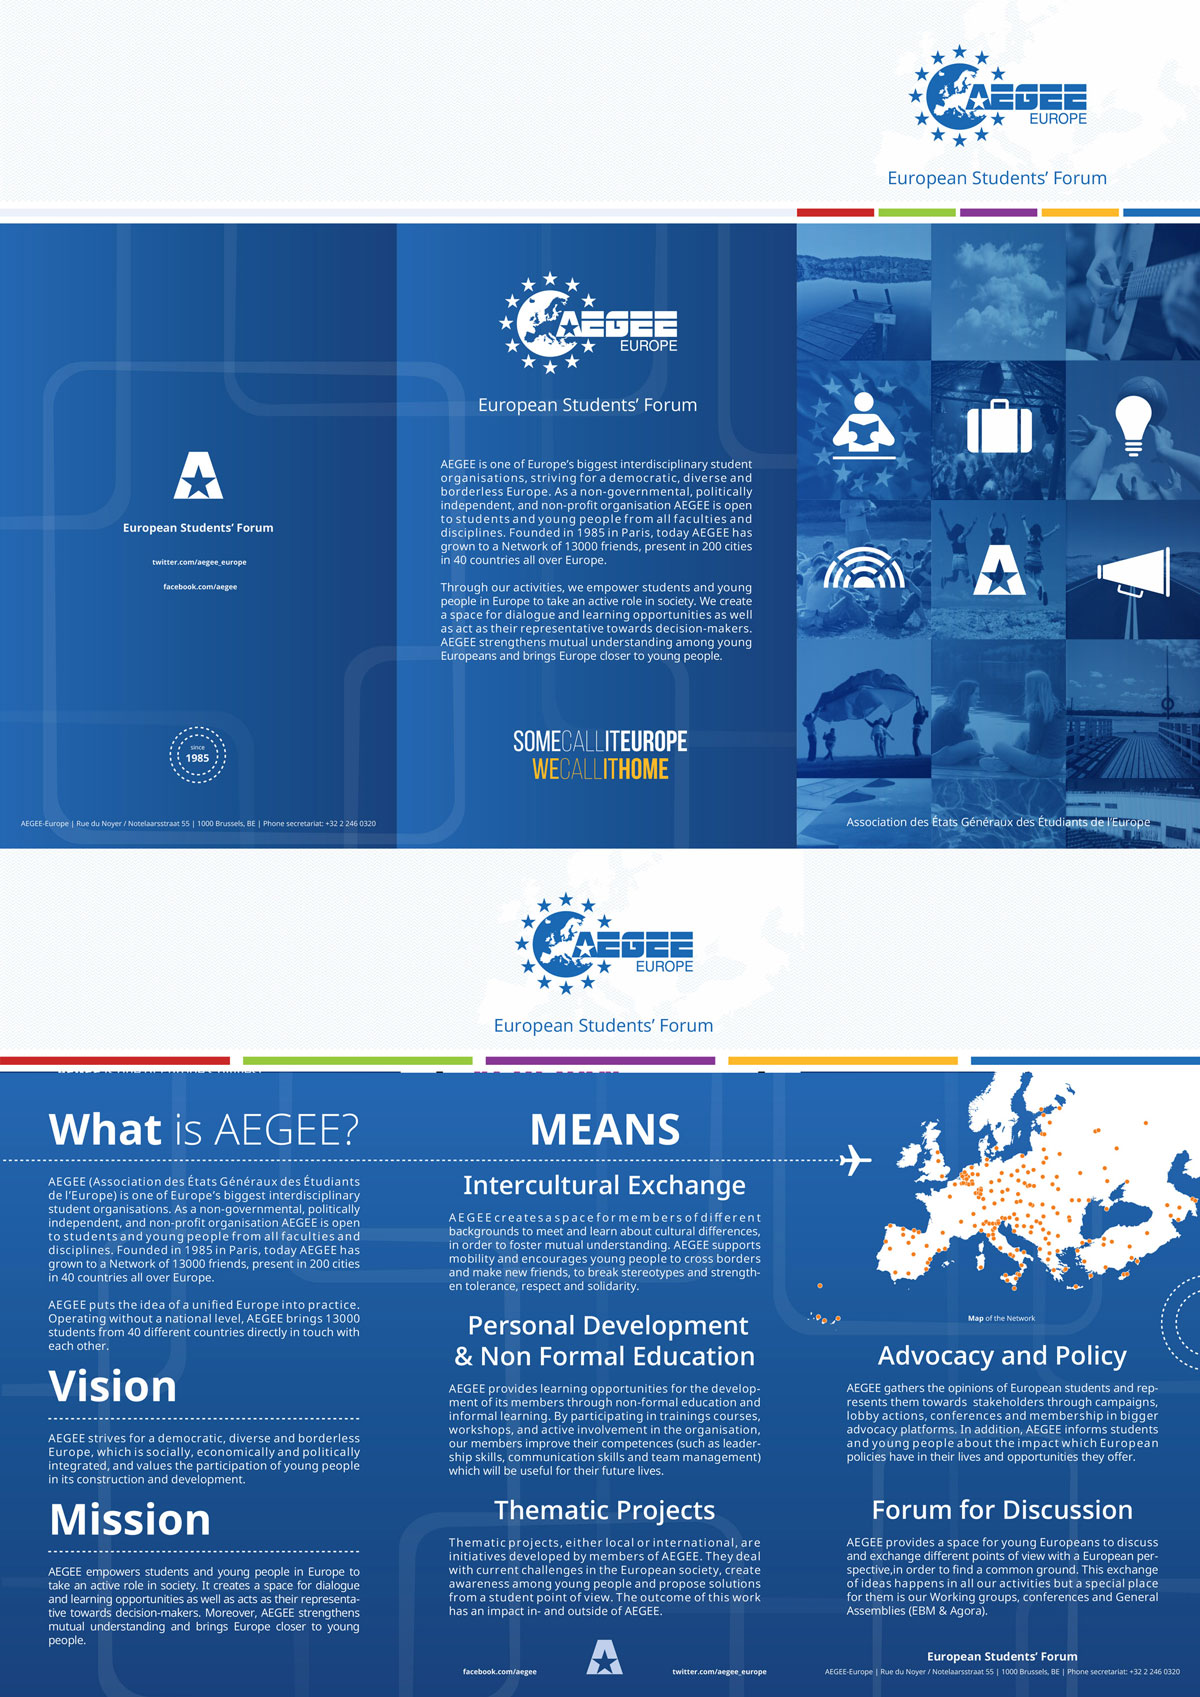 AEGEE
EUROPE
European Students’ Forum
European Students’ Forum
twitter.com/aegee_europe
facebook.com/aegee
since
1985
AEGEE-Europe | Rue du Noyer / Notelaarsstraat 55 | 1000 Brussels, BE | Phone secretariat: +32 2 246 0320
AEGEE
EUROPE
European Students’ Forum
AEGEE is one of Europe’s biggest interdisciplinary student
organisations, striving for a democratic, diverse and
borderless Europe. As a non-governmental, politically
independent, and non-profit organisation AEGEE is open
to students and young people from all faculties and
disciplines. Founded in 1985 in Paris, today AEGEE has
grown to a Network of 13000 friends, present in 200 cities
in 40 countries all over Europe.
Through our activities, we empower students and young
people in Europe to take an active role in society. We create
a space for dialogue and learning opportunities as well
as act as their representative towards decision-makers.
AEGEE strengthens mutual understanding among young
Europeans and brings Europe closer to young people.
SOMECALLITEUROPE
WECALLITHOME
Association des États Généraux des Étudiants de l’Europe
AEGEE
EUROPE
European Students’ Forum
What is AEGEE?
AEGEE (Association des États Généraux des Étudiants
de l’Europe) is one of Europe’s biggest interdisciplinary
student organisations. As a non-governmental, politically
independent, and non-profit organisation AEGEE is open
to students and young people from all faculties and
disciplines. Founded in 1985 in Paris, today AEGEE has
grown to a Network of 13000 friends, present in 200 cities
in 40 countries all over Europe.
AEGEE puts the idea of a unified Europe into practice.
Operating without a national level, AEGEE brings 13000
students from 40 different countries directly in touch with
each other.
Vision
AEGEE strives for a democratic, diverse and borderless
Europe, which is socially, economically and politically
integrated, and values the participation of young people
in its construction and development.
Mission
AEGEE empowers students and young people in Europe to
take an active role in society. It creates a space for dialogue
and learning opportunities as well as acts as their representa-
tive towards decision-makers. Moreover, AEGEE strengthens
mutual understanding and brings Europe closer to young
people.
MEANS
Intercultural Exchange
AEGEE creates a space for members of different
backgrounds to meet and learn about cultural differences,
in order to foster mutual understanding. AEGEE supports
mobility and encourages young people to cross borders
and make new friends, to break stereotypes and strength-
en tolerance, respect and solidarity.
Personal Development
& Non Formal Education
AEGEE provides learning opportunities for the develop-
ment of its members through non-formal education and
informal learning. By participating in trainings courses,
workshops, and active involvement in the organisation,
our members improve their competences (such as leader-
ship skills, communication skills and team management)
which will be useful for their future lives.
Thematic Projects
Thematic projects, either local or international, are
initiatives developed by members of AEGEE. They deal
with current challenges in the European society, create
awareness among young people and propose solutions
from a student point of view. The outcome of this work
has an impact in- and outside of AEGEE.
facebook.com/aegee
twitter.com/aegee_europe
Map of the Network
Advocacy and Policy
AEGEE gathers the opinions of European students and rep-
resents them towards stakeholders through campaigns,
lobby actions, conferences and membership in bigger
advocacy platforms. In addition, AEGEE informs students
and young people about the impact which European
policies have in their lives and opportunities they offer.
Forum for Discussion
AEGEE provides a space for young Europeans to discuss
and exchange different points of view with a European per-
spective,in order to find a common ground. This exchange
of ideas happens in all our activities but a special place
for them is our Working groups, conferences and General
Assemblies (EBM & Agora).
European Students’ Forum
AEGEE-Europe | Rue du Noyer / Notelaarsstraat 55 | 1000 Brussels, BE | Phone secretariat: +32 2 246 0320